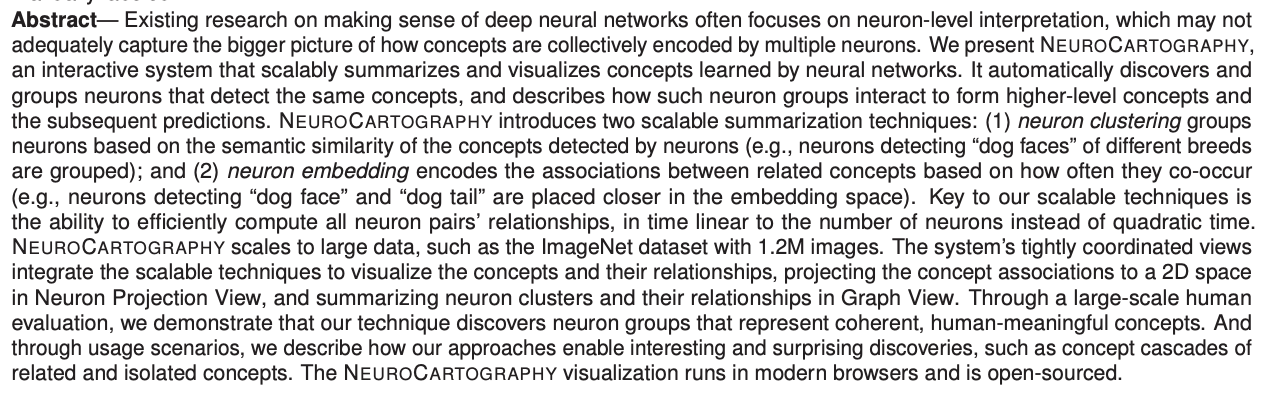 Abstract— Existing research on making sense of deep neural networks often focuses on neuron-level interpretation, which may not
adequately capture the bigger picture of how concepts are collectively encoded by multiple neurons. We present NEUROCARTOGRAPHY,
an interactive system that scalably summarizes and visualizes concepts learned by neural networks. It automatically discovers and
groups neurons that detect the same concepts, and describes how such neuron groups interact to form higher-level concepts and
the subsequent predictions. NEUROCARTOGRAPHY introduces two scalable summarization techniques: (1) neuron clustering groups
neurons based on the semantic similarity of the concepts detected by neurons (e.g., neurons detecting “dog faces” of different breeds
are grouped); and (2) neuron embedding encodes the associations between related concepts based on how often they co-occur
(e.g., neurons detecting “dog face” and “dog tail” are placed closer in the embedding space). Key to our scalable techniques is
the ability to efficiently compute all neuron pairs’ relationships, in time linear to the number of neurons instead of quadratic time.
NEUROCARTOGRAPHY scales to large data, such as the ImageNet dataset with 1.2M images. The system’s tightly coordinated views
integrate the scalable techniques to visualize the concepts and their relationships, projecting the concept associations to a 2D space
in Neuron Projection View, and summarizing neuron clusters and their relationships in Graph View. Through a large-scale human
evaluation, we demonstrate that our technique discovers neuron groups that represent coherent, human-meaningful concepts. And
through usage scenarios, we describe how our approaches enable interesting and surprising discoveries, such as concept cascades of
related and isolated concepts. The NEUROCARTOGRAPHY visualization runs in modern browsers and is open-sourced.